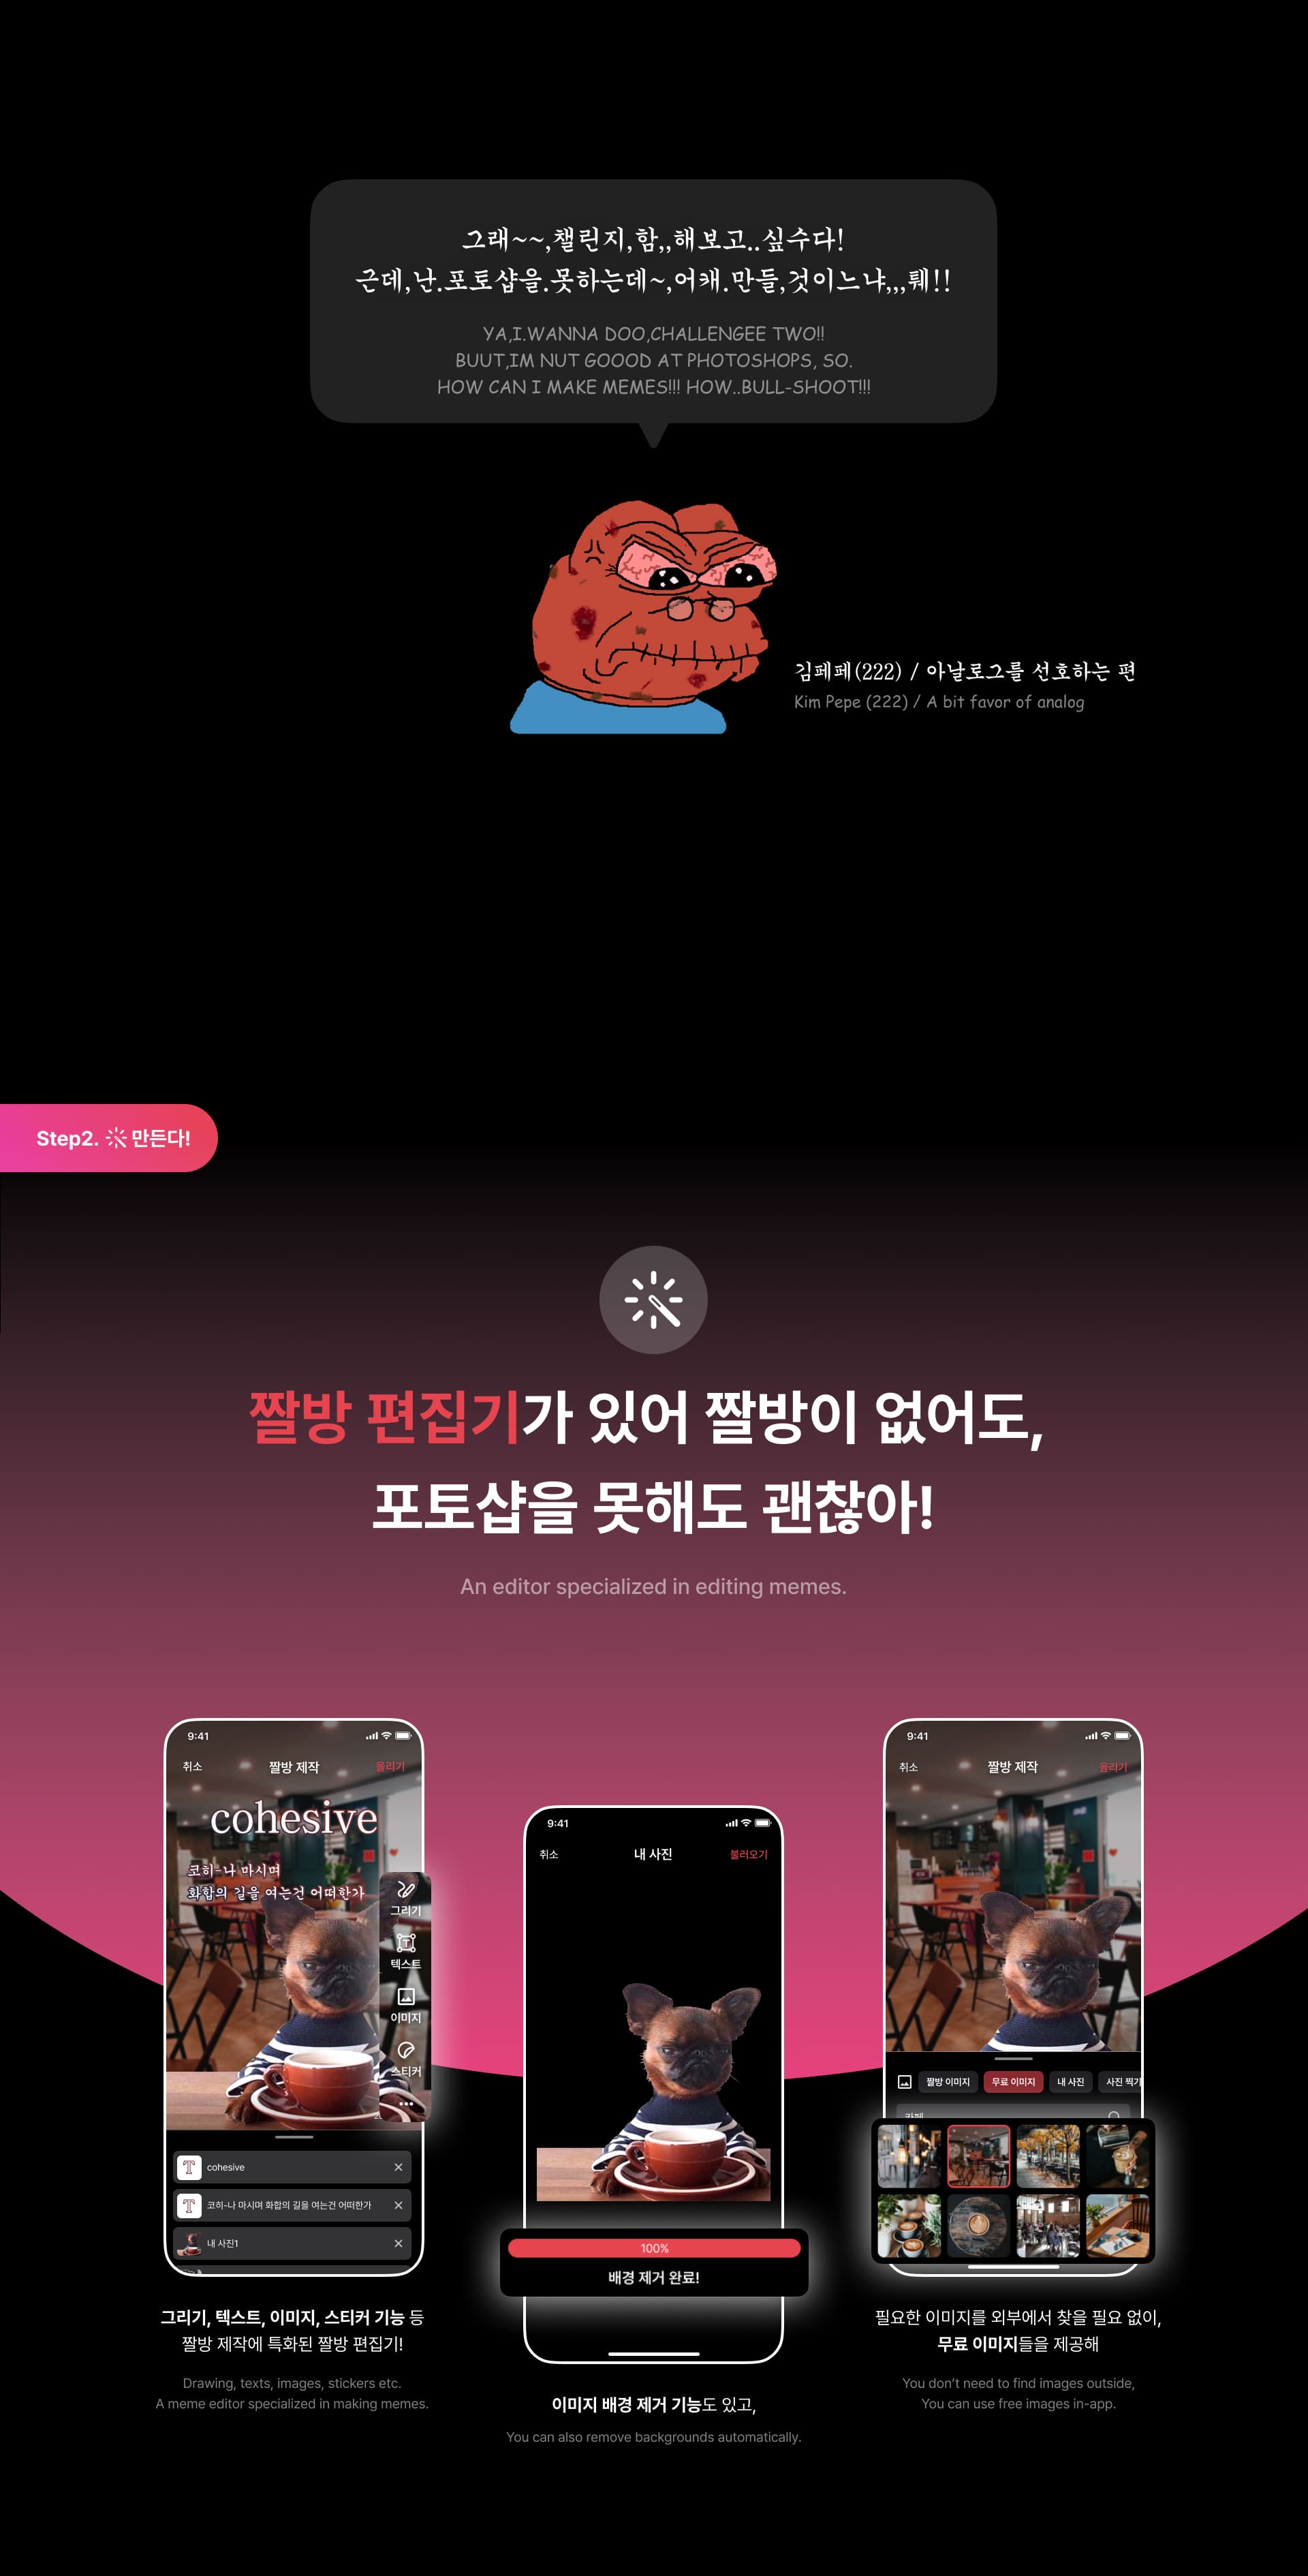 그래~~,챌린지,함,,해보고..싶수다!
근데,난.포토샵을.못하는데~,어캐.만들,것이느냐,,,퉤!!
YA,I.WANNA DOO,CHALLENGEE TWO!!
BUUT,IM NUT GOOOD AT PHOTOSHOPS, SO.
HOW CAN I MAKE MEMES!!! HOW..BULL-SHOOT!!!
김페페(222) / 아날로그를 선호하는 편
Kim Pepe (222) / A bit favor of analog
Step2. 만든다!
짤방 편집기가 있어 짤방이 없어도,
포토샵을 못해도 괜찮아!
An editor specialized in editing memes.
9:41
취소 짤방 제작 올리기
cohesive
코히-나 마시며
화합의 길을 여는건 어떠한가
그리기
텍스트
이미지
스티커
cohesive
코히-나 마시며 화합의 길을 여는건 어떠한가
내 사진1
그리기, 텍스트, 이미지, 스티커 기능 등
짤방 제작에 특화된 짤방 편집기!
Drawing, texts, images, stickers etc.
A meme editor specialized in making memes.
9:41
취소 내 사진 불러오기
100%
배경 제거 완료!
이미지 배경 제거 기능도 있고,
You can also remove backgrounds automatically.
9:41
취소 짤방 제작 올리기
짤방 이미지 무료 이미지 내 사진 사진 찍기
필요한 이미지를 외부에서 찾을 필요 없이,
무료 이미지들을 제공해
You don't need to find images outside,
You can use free images in-app.